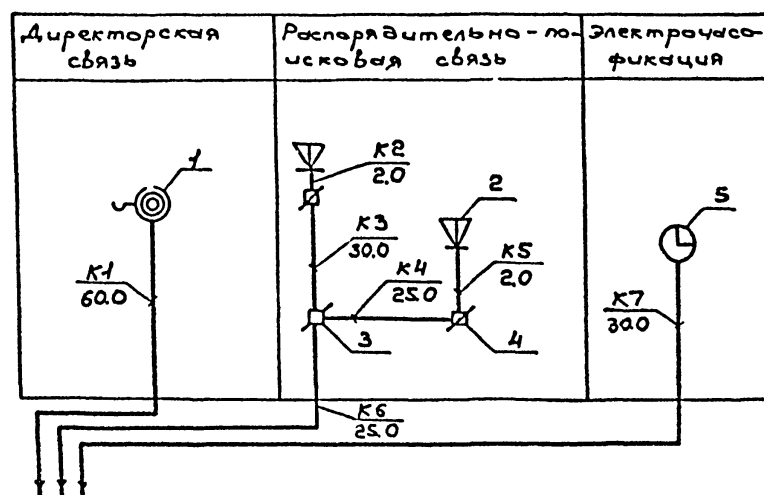 Директорская
связь
Распорядительно-по-
исковая связь
Электрочасо-
фикация
1
К1
60.0
К2
2.0
К3
30.0
К4
25.0
2
К5
2.0
3
4
К6
25.0
5
К7
30.0